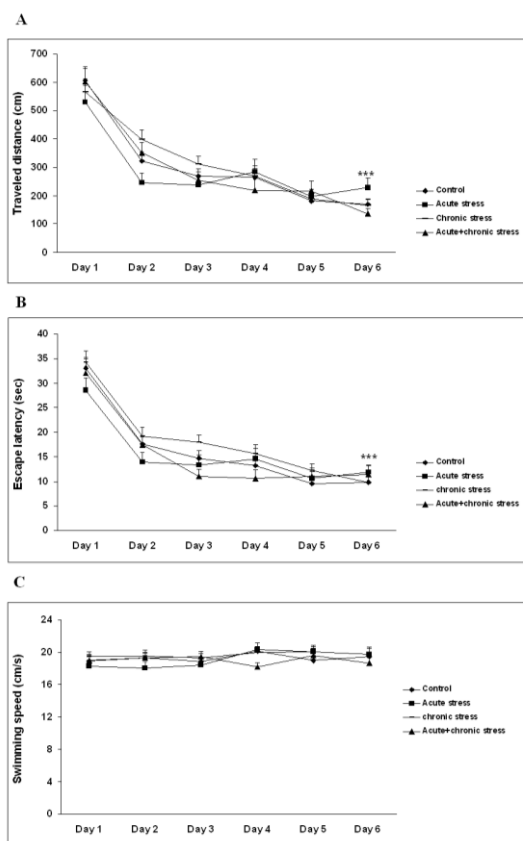 A
Traveled distance (cm)
700
600
500
400
300
200
100
0
***
Control
Acute stress
Chronic stress
Acute+chronic stress
Day 1 Day 2 Day 3 Day 4 Day 5 Day 6
B
Escape latency (sec)
40
35
30
25
20
15
10
5
0
***
Control
Acute stress
chronic stress
Acute+chronic stress
Day 1 Day 2 Day 3 Day 4 Day 5 Day 6
C
Swimming speed (cm/s)
24
20
16
12
8
4
0
Control
Acute stress
chronic stress
Acute+chronic stress
Day 1 Day 2 Day 3 Day 4 Day 5 Day 6